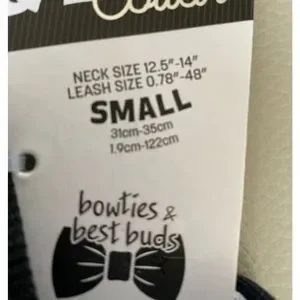 NECK SIZE 12.5"-14"
LEASH SIZE 0.78"-48"
SMALL
31cm-35cm
1.9cm-122cm
bowties &
best buds